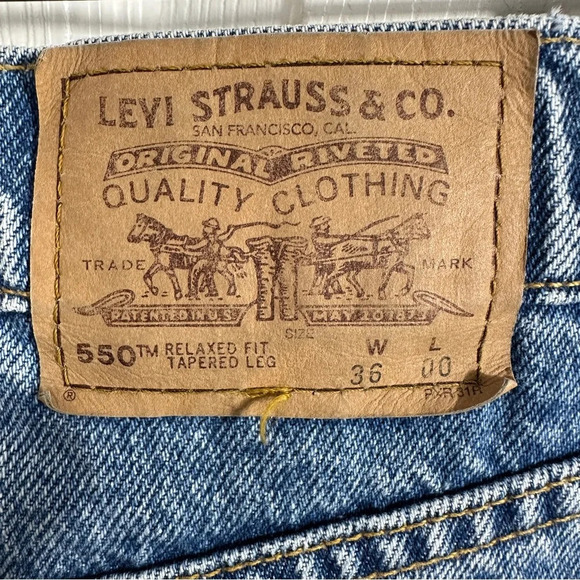 LEVI STRAUSS & CO.
SAN FRANCISCO, CAL.
ORIGINAL RIVETED
QUALITY CLOTHING
TRADE MARK
PATENTED IN U.S. MAY 20 1873
SIZE
550™ RELAXED FIT W L
TAPERED LEG 36 00
®